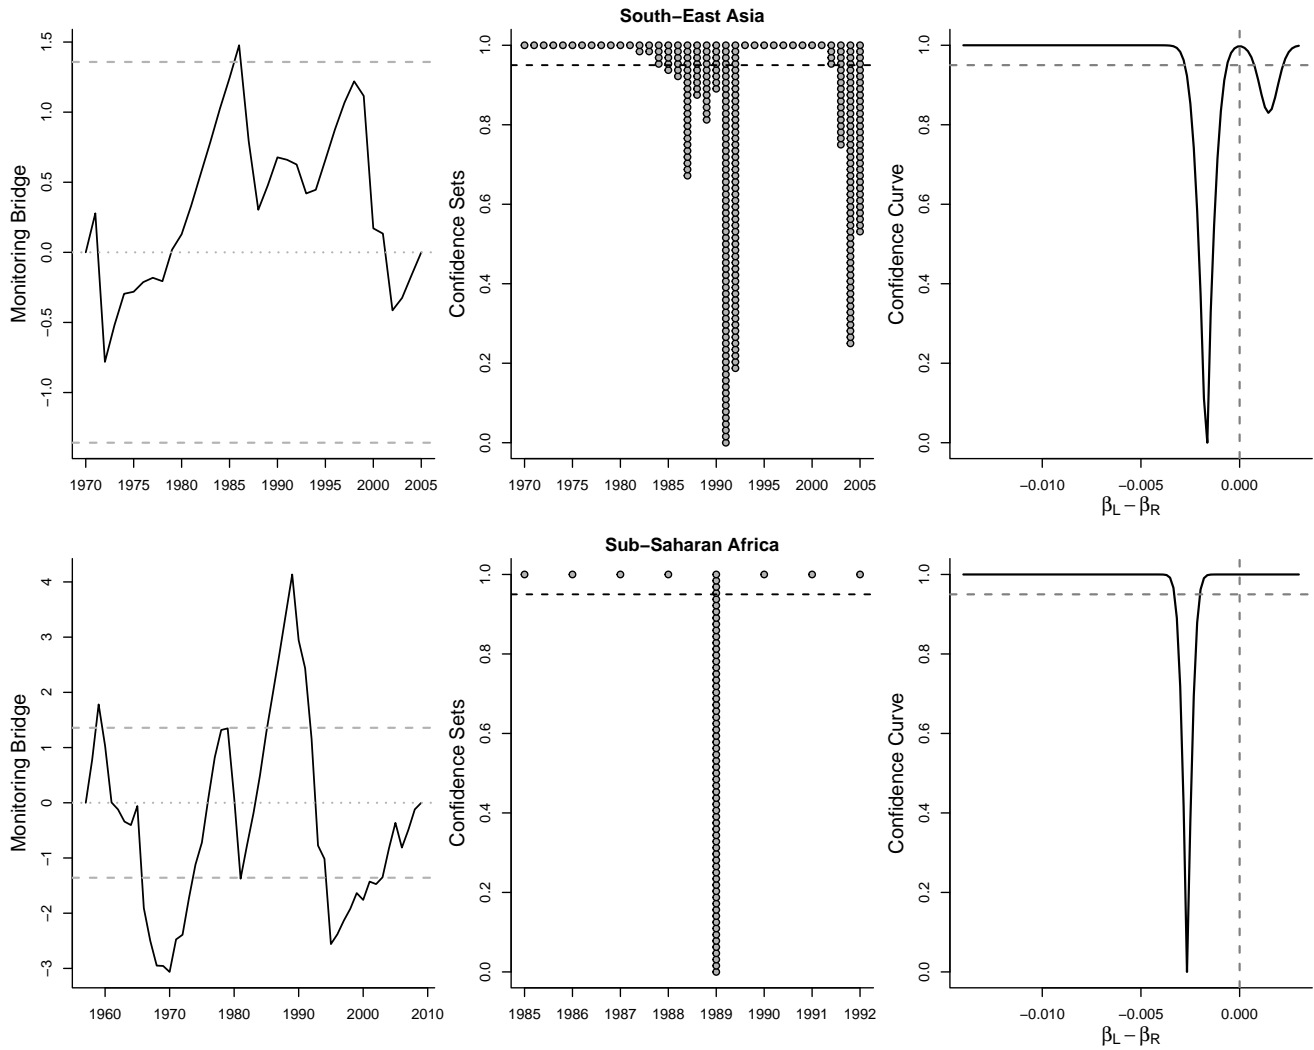 South−East Asia
Monitoring Bridge
1.5
1.0
0.5
0.0
−0.5
−1.0
1970 1975 1980 1985 1990 1995 2000 2005
Confidence Sets
1.0
0.8
0.6
0.4
0.2
0.0
1970 1975 1980 1985 1990 1995 2000 2005
Confidence Curve
1.0
0.8
0.6
0.4
0.2
0.0
−0.010 −0.005 0.000
βL − βR
Sub−Saharan Africa
Monitoring Bridge
4
3
2
1
0
−1
−2
−3
1960 1970 1980 1990 2000 2010
Confidence Sets
1.0
0.8
0.6
0.4
0.2
0.0
1985 1986 1987 1988 1989 1990 1991 1992
Confidence Curve
1.0
0.8
0.6
0.4
0.2
0.0
−0.010 −0.005 0.000
βL − βR